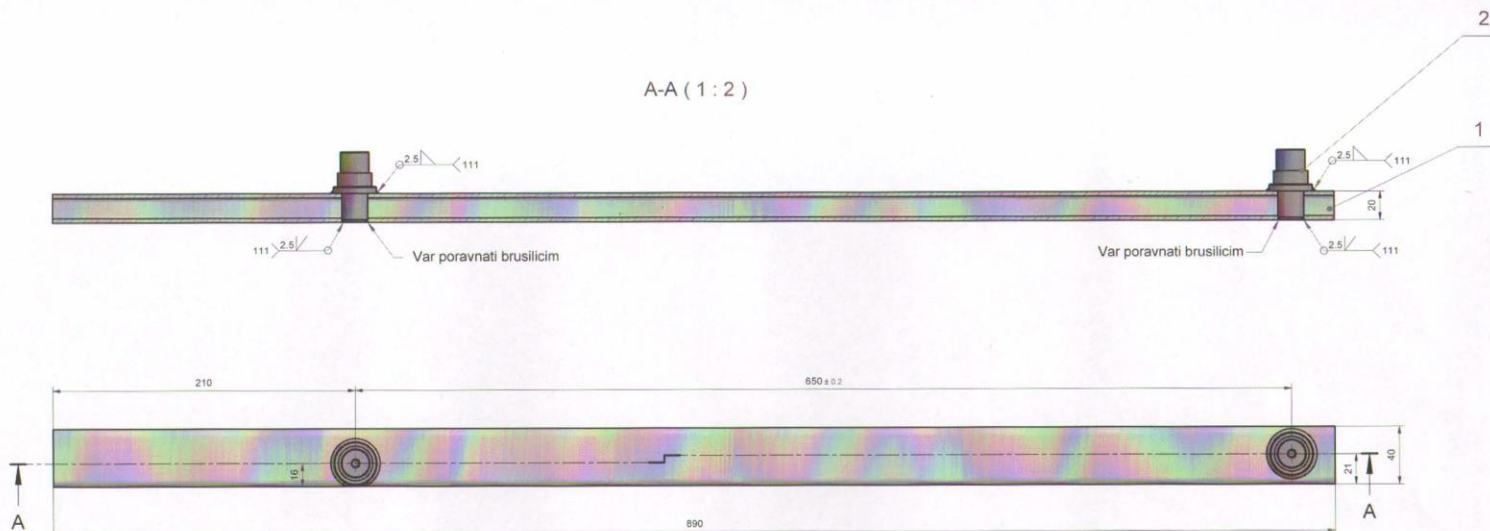 2
A-A ( 1 : 2 )
1
2.5
111
2.5
111
20
111
2.5
Var poravnati brusilicim
Var poravnati brusilicim
2.5
111
210
650 ± 0.2
16
21
40
A
A
890